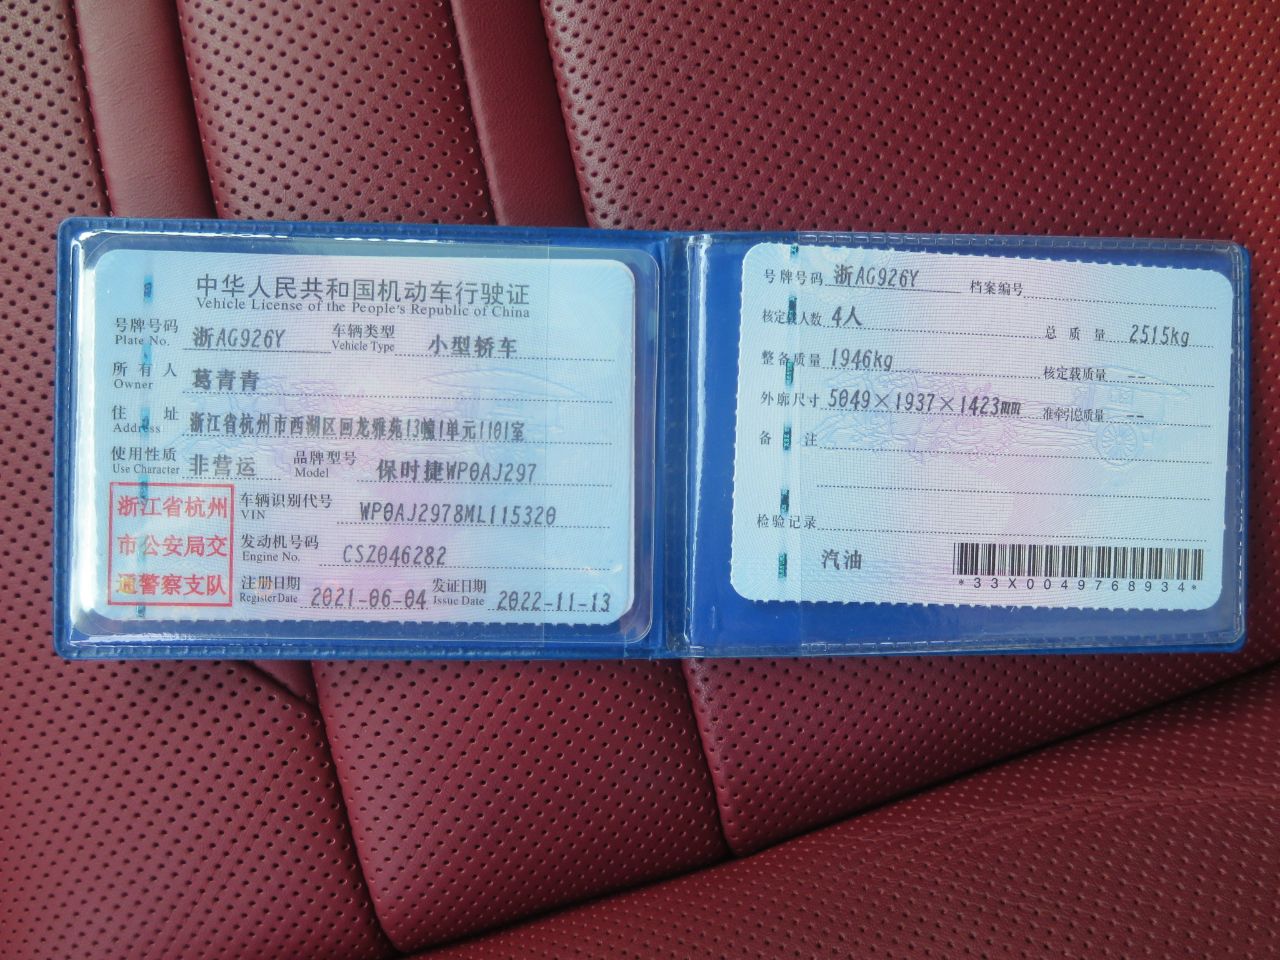 中华人民共和国机动车行驶证
Vehicle License of the People's Republic of China
号牌号码 浙AG926Y 车辆类型 小型轿车
Plate No. Vehicle Type
所有人 葛青青
Owner
住址 浙江省杭州市西湖区回龙雅苑13幢1单元1101室
Address
使用性质 非营运 品牌型号 保时捷WP0AJ297
Use Character Model
浙江省杭州
市公安局交
通警察支队
车辆识别代号 WP0AJ2978ML115320
VIN
发动机号码 CSZ046282
Engine No.
注册日期 2021-06-04 发证日期 2022-11-13
Register Date Issue Date
号牌号码 浙AG926Y 档案编号
核定载人数 4人 总质量 2515kg
整备质量 1946kg 核定载质量 --
外廓尺寸 5049×1937×1423mm 准牵引总质量 --
备注
检验记录
汽油
*33X0049768934*